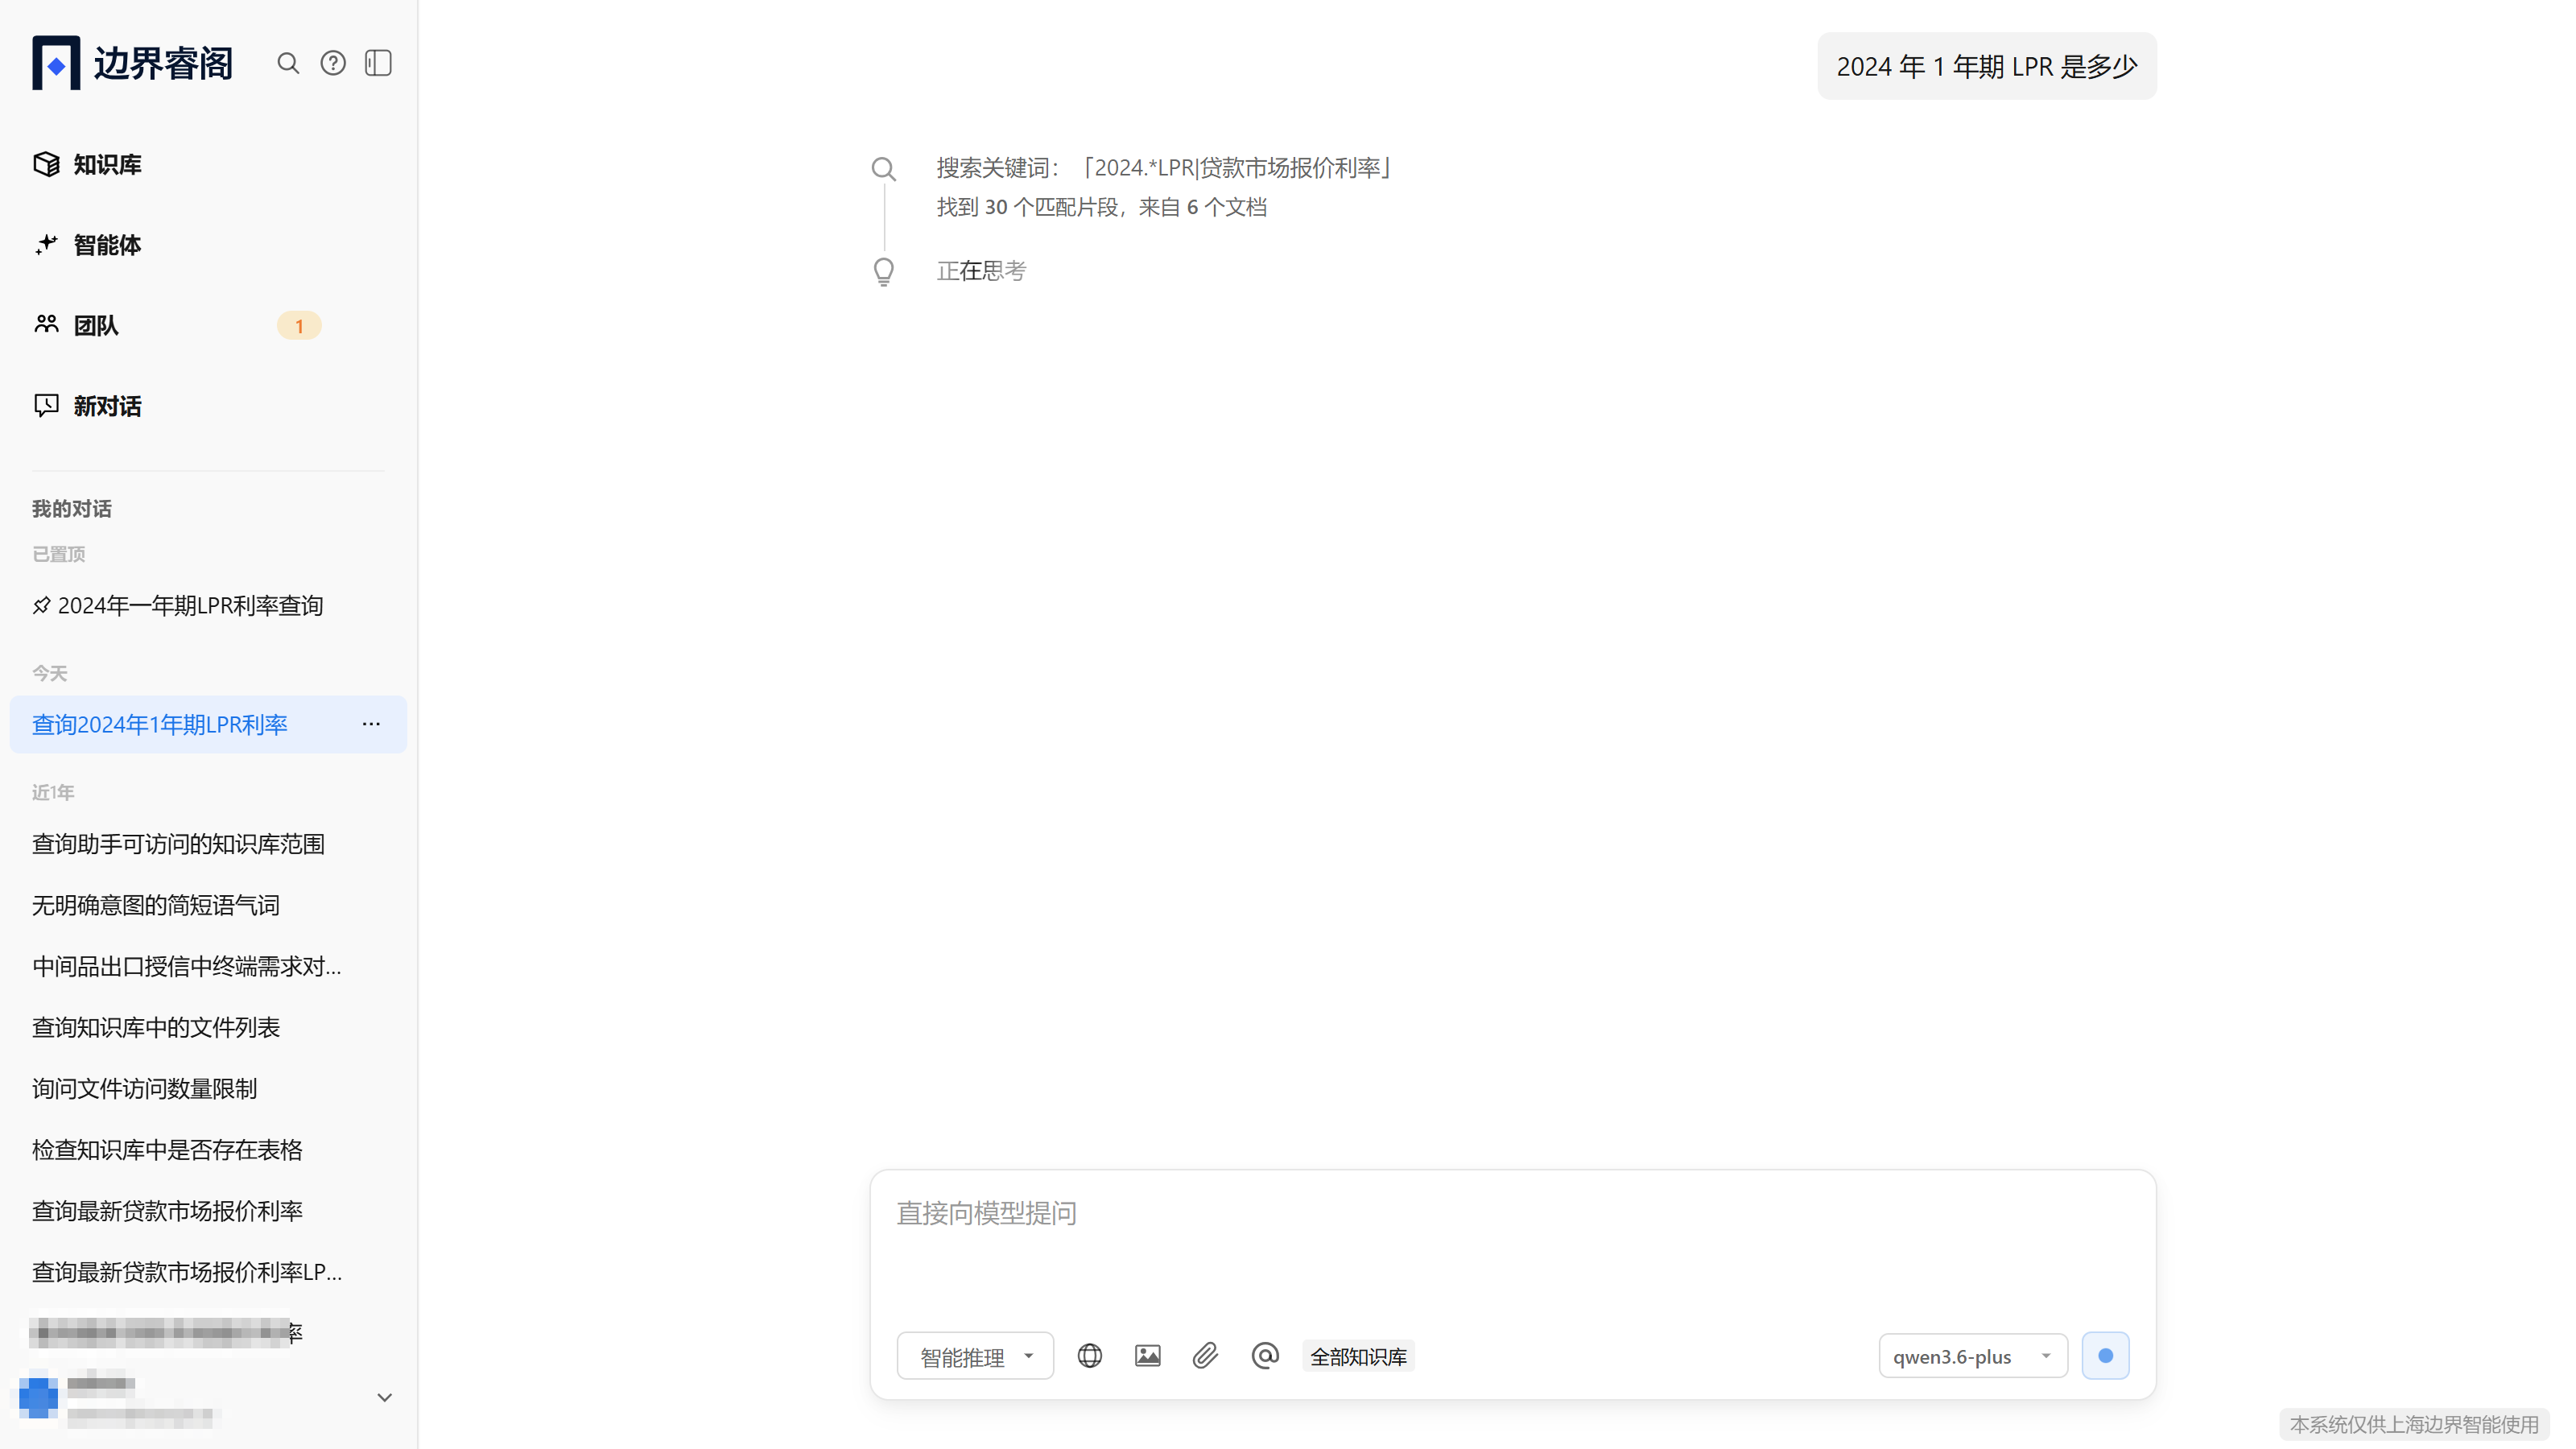 边界睿阁
知识库
智能体
团队
1
新对话
我的对话
已置顶
2024年一年期LPR利率查询
今天
查询2024年1年期LPR利率
近1年
查询助手可访问的知识库范围
无明确意图的简短语气词
中间品出口授信中终端需求对...
查询知识库中的文件列表
询问文件访问数量限制
检查知识库中是否存在表格
查询最新贷款市场报价利率
查询最新贷款市场报价利率LP...
率
2024 年 1 年期 LPR 是多少
搜索关键词：「2024.*LPR|贷款市场报价利率」
找到 30 个匹配片段，来自 6 个文档
正在思考
直接向模型提问
智能推理
全部知识库
qwen3.6-plus
本系统仅供上海边界智能使用